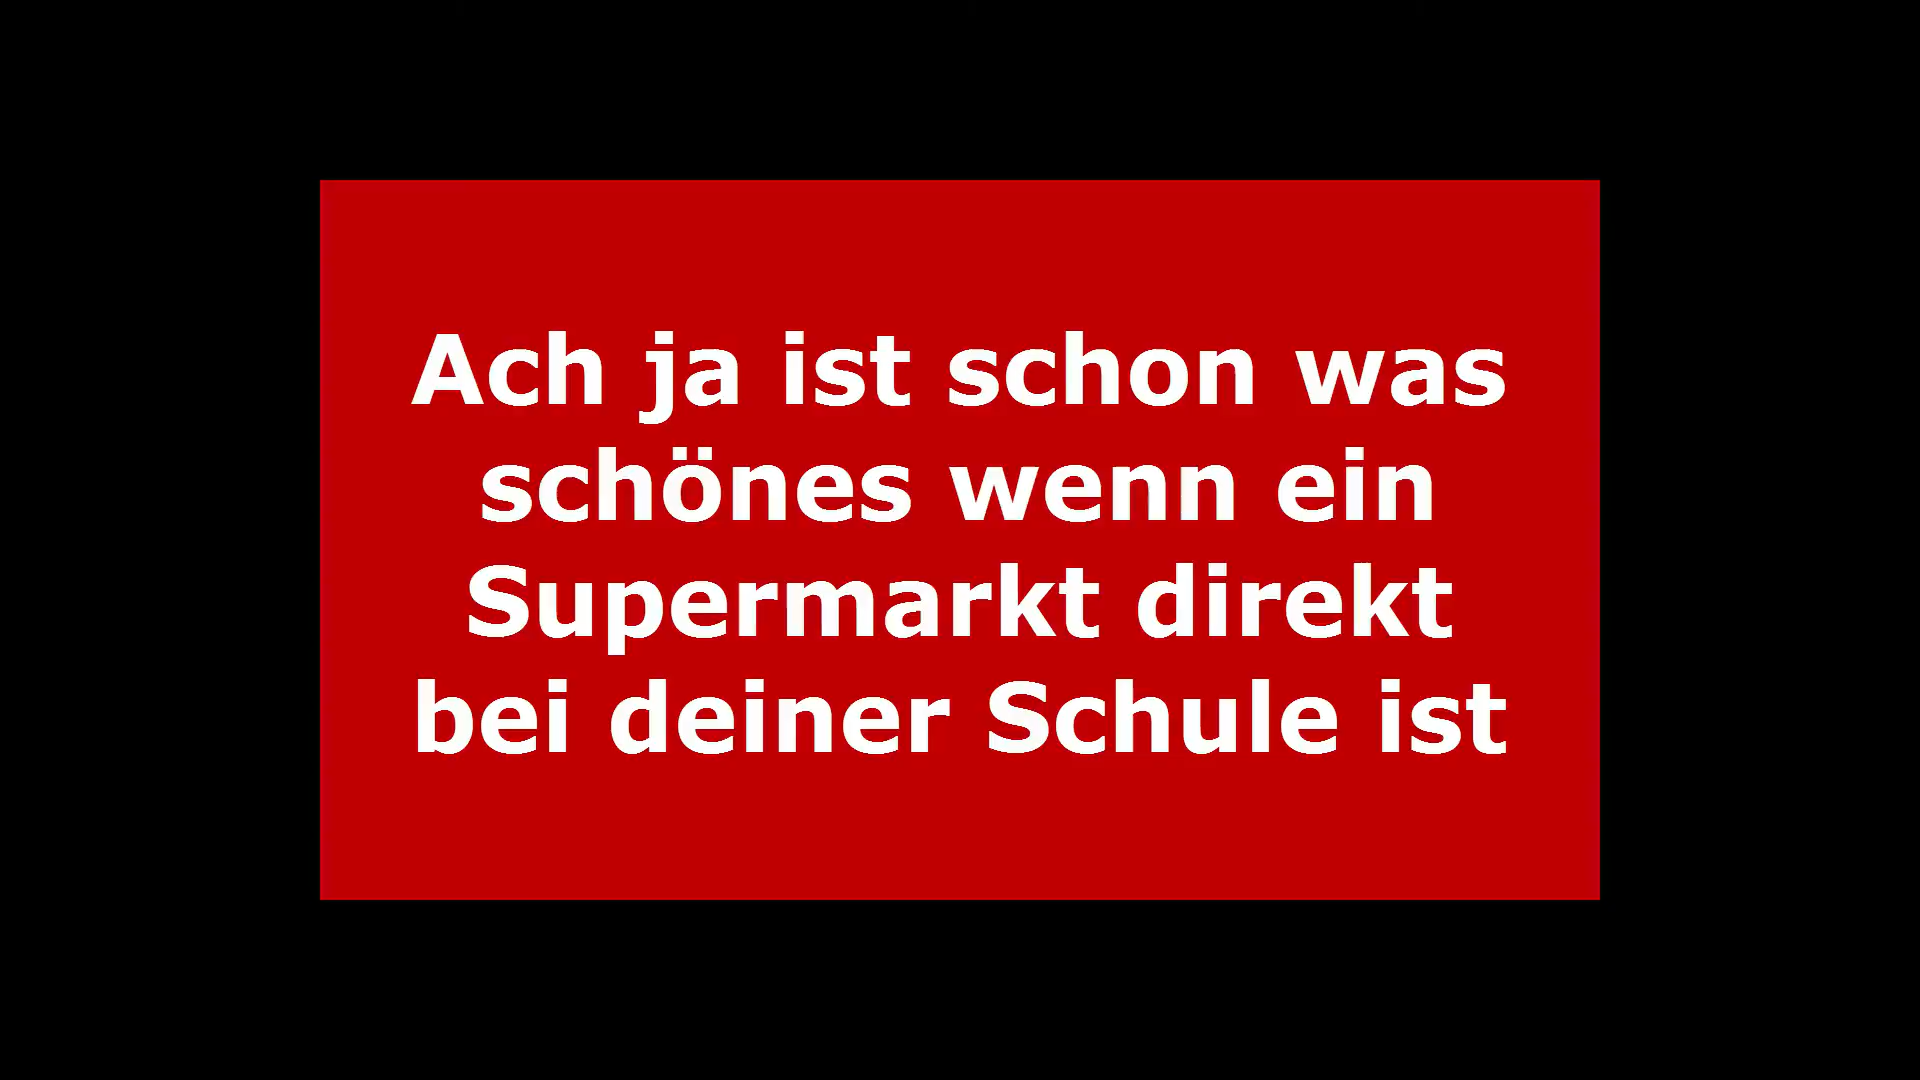 Ach ja ist schon was
schönes wenn ein
Supermarkt direkt
bei deiner Schule ist